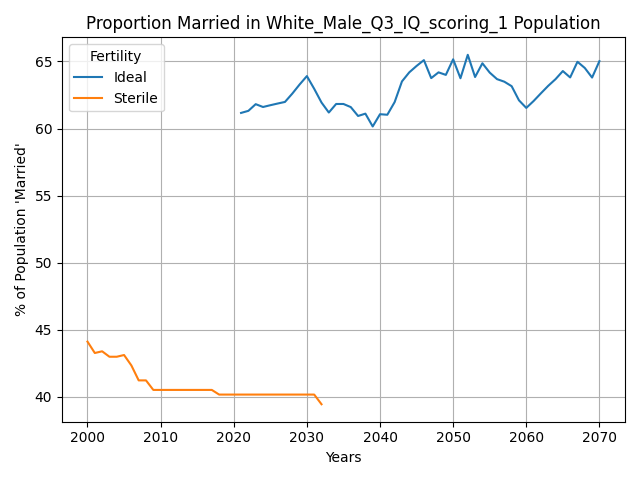 Proportion Married in White_Male_Q3_IQ_scoring_1 Population
Fertility
Ideal
Sterile
% of Population 'Married'
65
60
55
50
45
40
2000 2010 2020 2030 2040 2050 2060 2070
Years